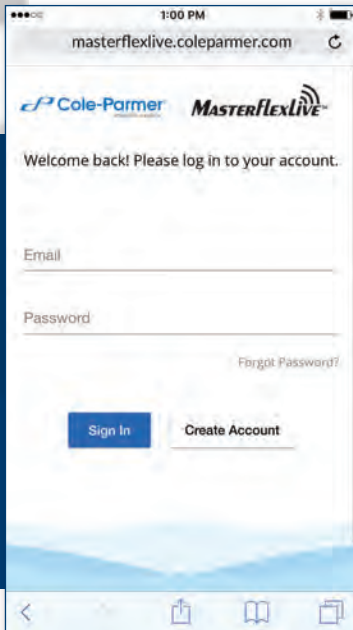 1:00 PM
masterflexlive.coleparmer.com
Cole-Parmer
MASTERFLEXLIVE
Welcome back! Please log in to your account.
Email
Password
Forgot Password?
Sign In
Create Account